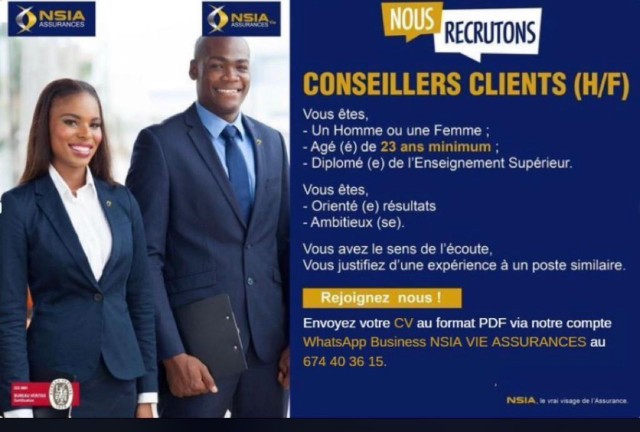 NSIA
ASSURANCES
NSIA
ASSURANCES
NOUS
RECRUTONS
CONSEILLERS CLIENTS (H/F)
Vous êtes,
- Un Homme ou une Femme ;
- Agé (é) de 23 ans minimum ;
- Diplomé (e) de l'Enseignement Supérieur.
Vous êtes,
- Orienté (e) résultats
- Ambitieux (se).
Vous avez le sens de l'écoute,
Vous justifiez d'une expérience à un poste similaire.
Rejoignez nous !
Envoyez votre CV au format PDF via notre compte
WhatsApp Business NSIA VIE ASSURANCES au
674 40 36 15.
BUREAU VERITAS
Certification
NSIA, le vrai visage de l'Assurance.